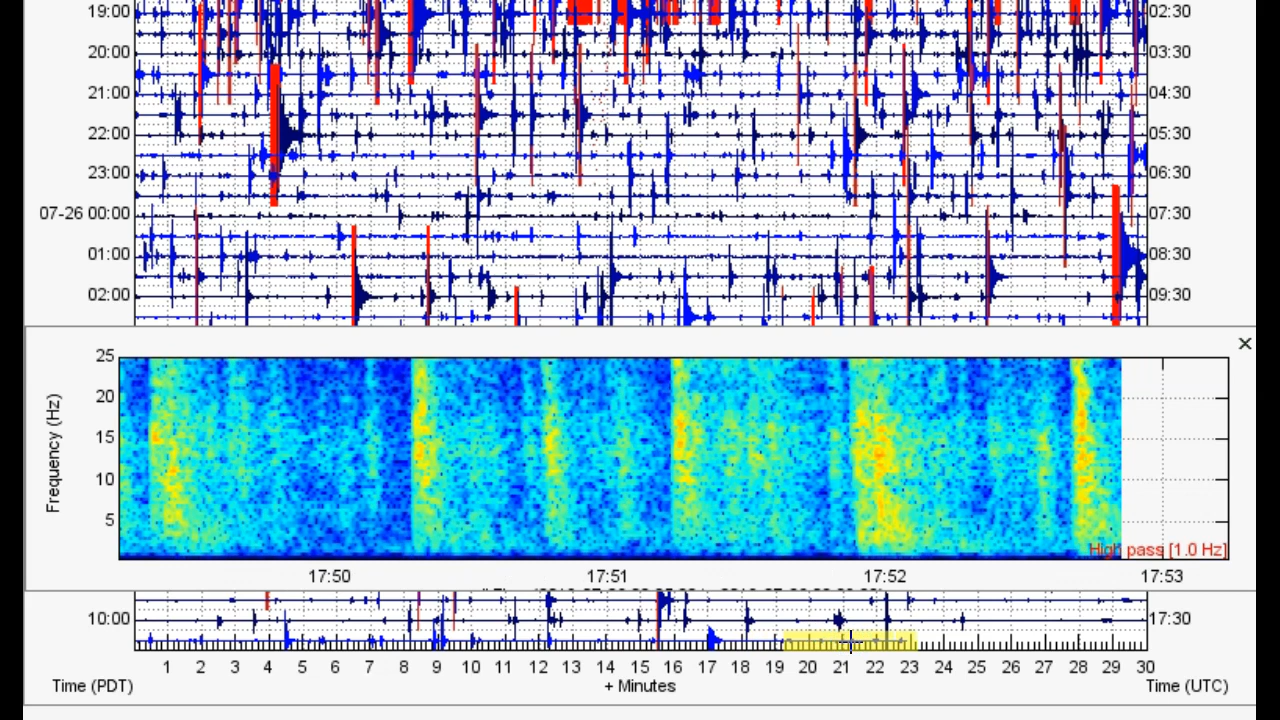 19:00 02:30
20:00 03:30
21:00 04:30
22:00 05:30
23:00 06:30
07-26 00:00 07:30
01:00 08:30
02:00 09:30
×
25
20
15
10
5
Frequency (Hz)
High pass [1.0 Hz]
17:50 17:51 17:52 17:53
10:00 17:30
1 2 3 4 5 6 7 8 9 10 11 12 13 14 15 16 17 18 19 20 21 22 23 24 25 26 27 28 29 30
Time (PDT) + Minutes Time (UTC)